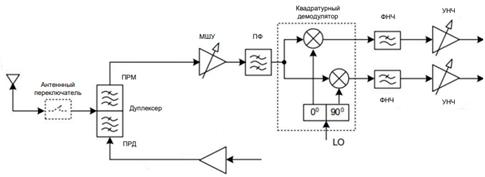 Квадратурный
демодулятор
МШУ
ПФ
ФНЧ
УНЧ
Антенный
переключатель
ПРМ
Дуплексер
ПРД
0⁰
90⁰
LO
ФНЧ
УНЧ